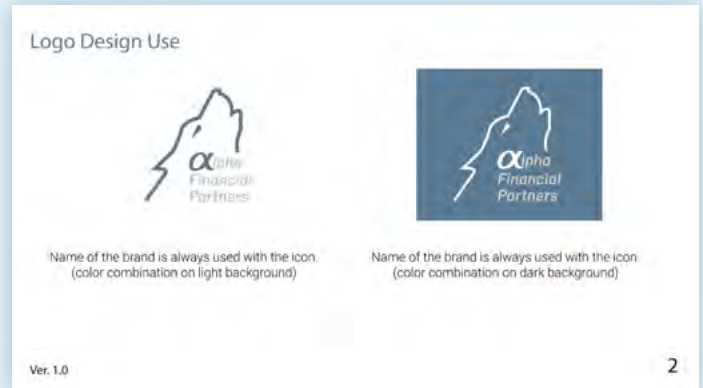 Logo Design Use
αlpha
Financial
Partners
αlpha
Financial
Partners
Name of the brand is always used with the icon.
(color combination on light background)
Name of the brand is always used with the icon.
(color combination on dark background)
Ver. 1.0
2